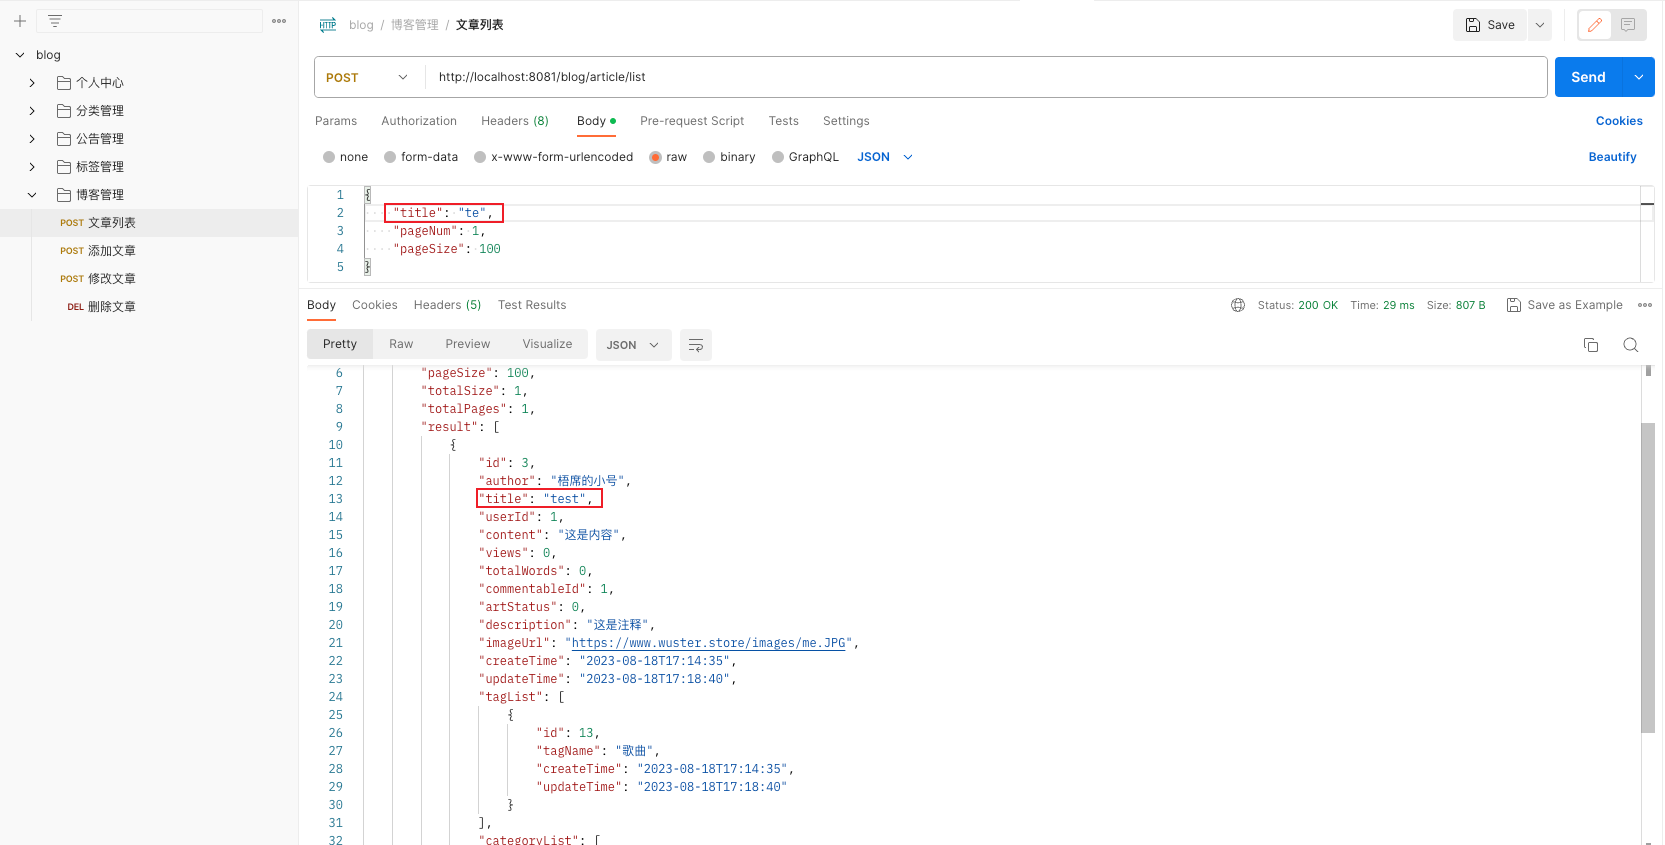 blog / 博客管理 / 文章列表
Save
blog
个人中心
分类管理
公告管理
标签管理
博客管理
POST 文章列表
POST 添加文章
POST 修改文章
DEL 删除文章
POST http://localhost:8081/blog/article/list Send
Params Authorization Headers (8) Body Pre-request Script Tests Settings Cookies
none form-data x-www-form-urlencoded raw binary GraphQL JSON Beautify
1 {
2 "title": "te",
3 "pageNum": 1,
4 "pageSize": 100
5 }
Body Cookies Headers (5) Test Results Status: 200 OK Time: 29 ms Size: 807 B Save as Example
Pretty Raw Preview Visualize JSON
6 "pageSize": 100,
7 "totalSize": 1,
8 "totalPages": 1,
9 "result": [
10 {
11 "id": 3,
12 "author": "梧席的小号",
13 "title": "test",
14 "userId": 1,
15 "content": "这是内容",
16 "views": 0,
17 "totalWords": 0,
18 "commentableId": 1,
19 "artStatus": 0,
20 "description": "这是注释",
21 "imageUrl": "https://www.wuster.store/images/me.JPG",
22 "createTime": "2023-08-18T17:14:35",
23 "updateTime": "2023-08-18T17:18:40",
24 "tagList": [
25 {
26 "id": 13,
27 "tagName": "歌曲",
28 "createTime": "2023-08-18T17:14:35",
29 "updateTime": "2023-08-18T17:18:40"
30 }
31 ],
32 "categoryList": [